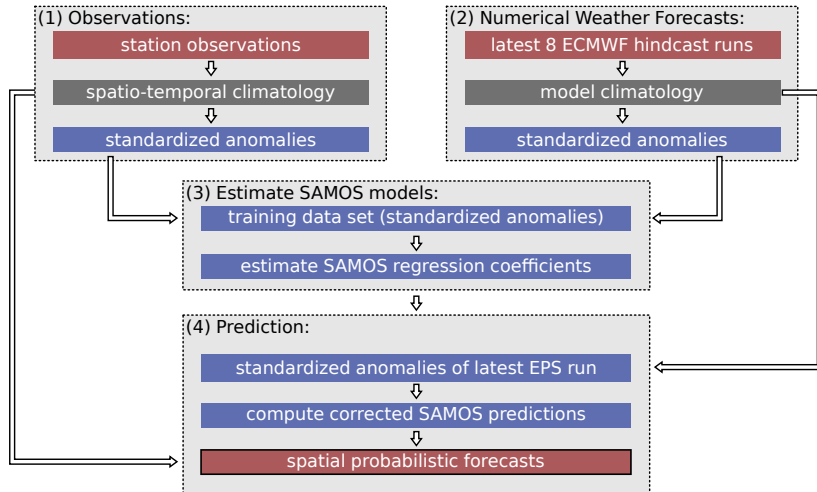 (1) Observations:
station observations
spatio-temporal climatology
standardized anomalies
(2) Numerical Weather Forecasts:
latest 8 ECMWF hindcast runs
model climatology
standardized anomalies
(3) Estimate SAMOS models:
training data set (standardized anomalies)
estimate SAMOS regression coefficients
(4) Prediction:
standardized anomalies of latest EPS run
compute corrected SAMOS predictions
spatial probabilistic forecasts